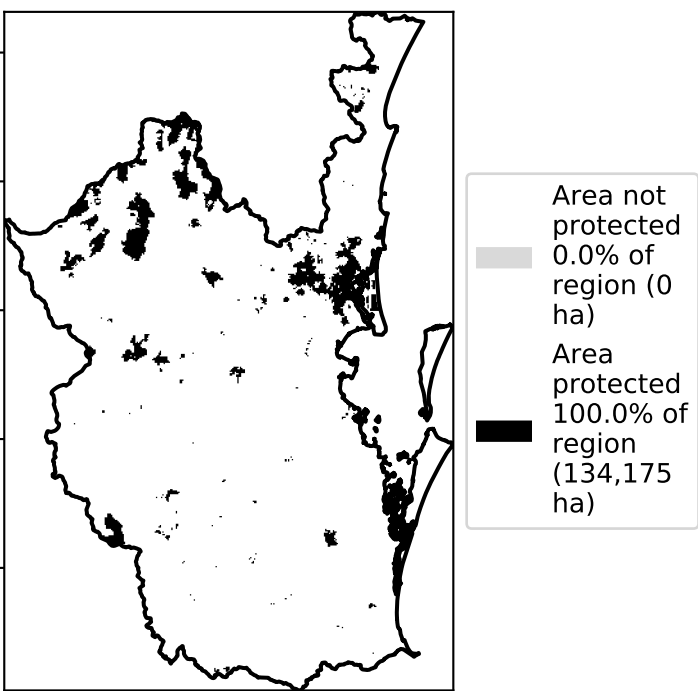 Area not
protected
0.0% of
region (0
ha)
Area
protected
100.0% of
region
(134,175
ha)